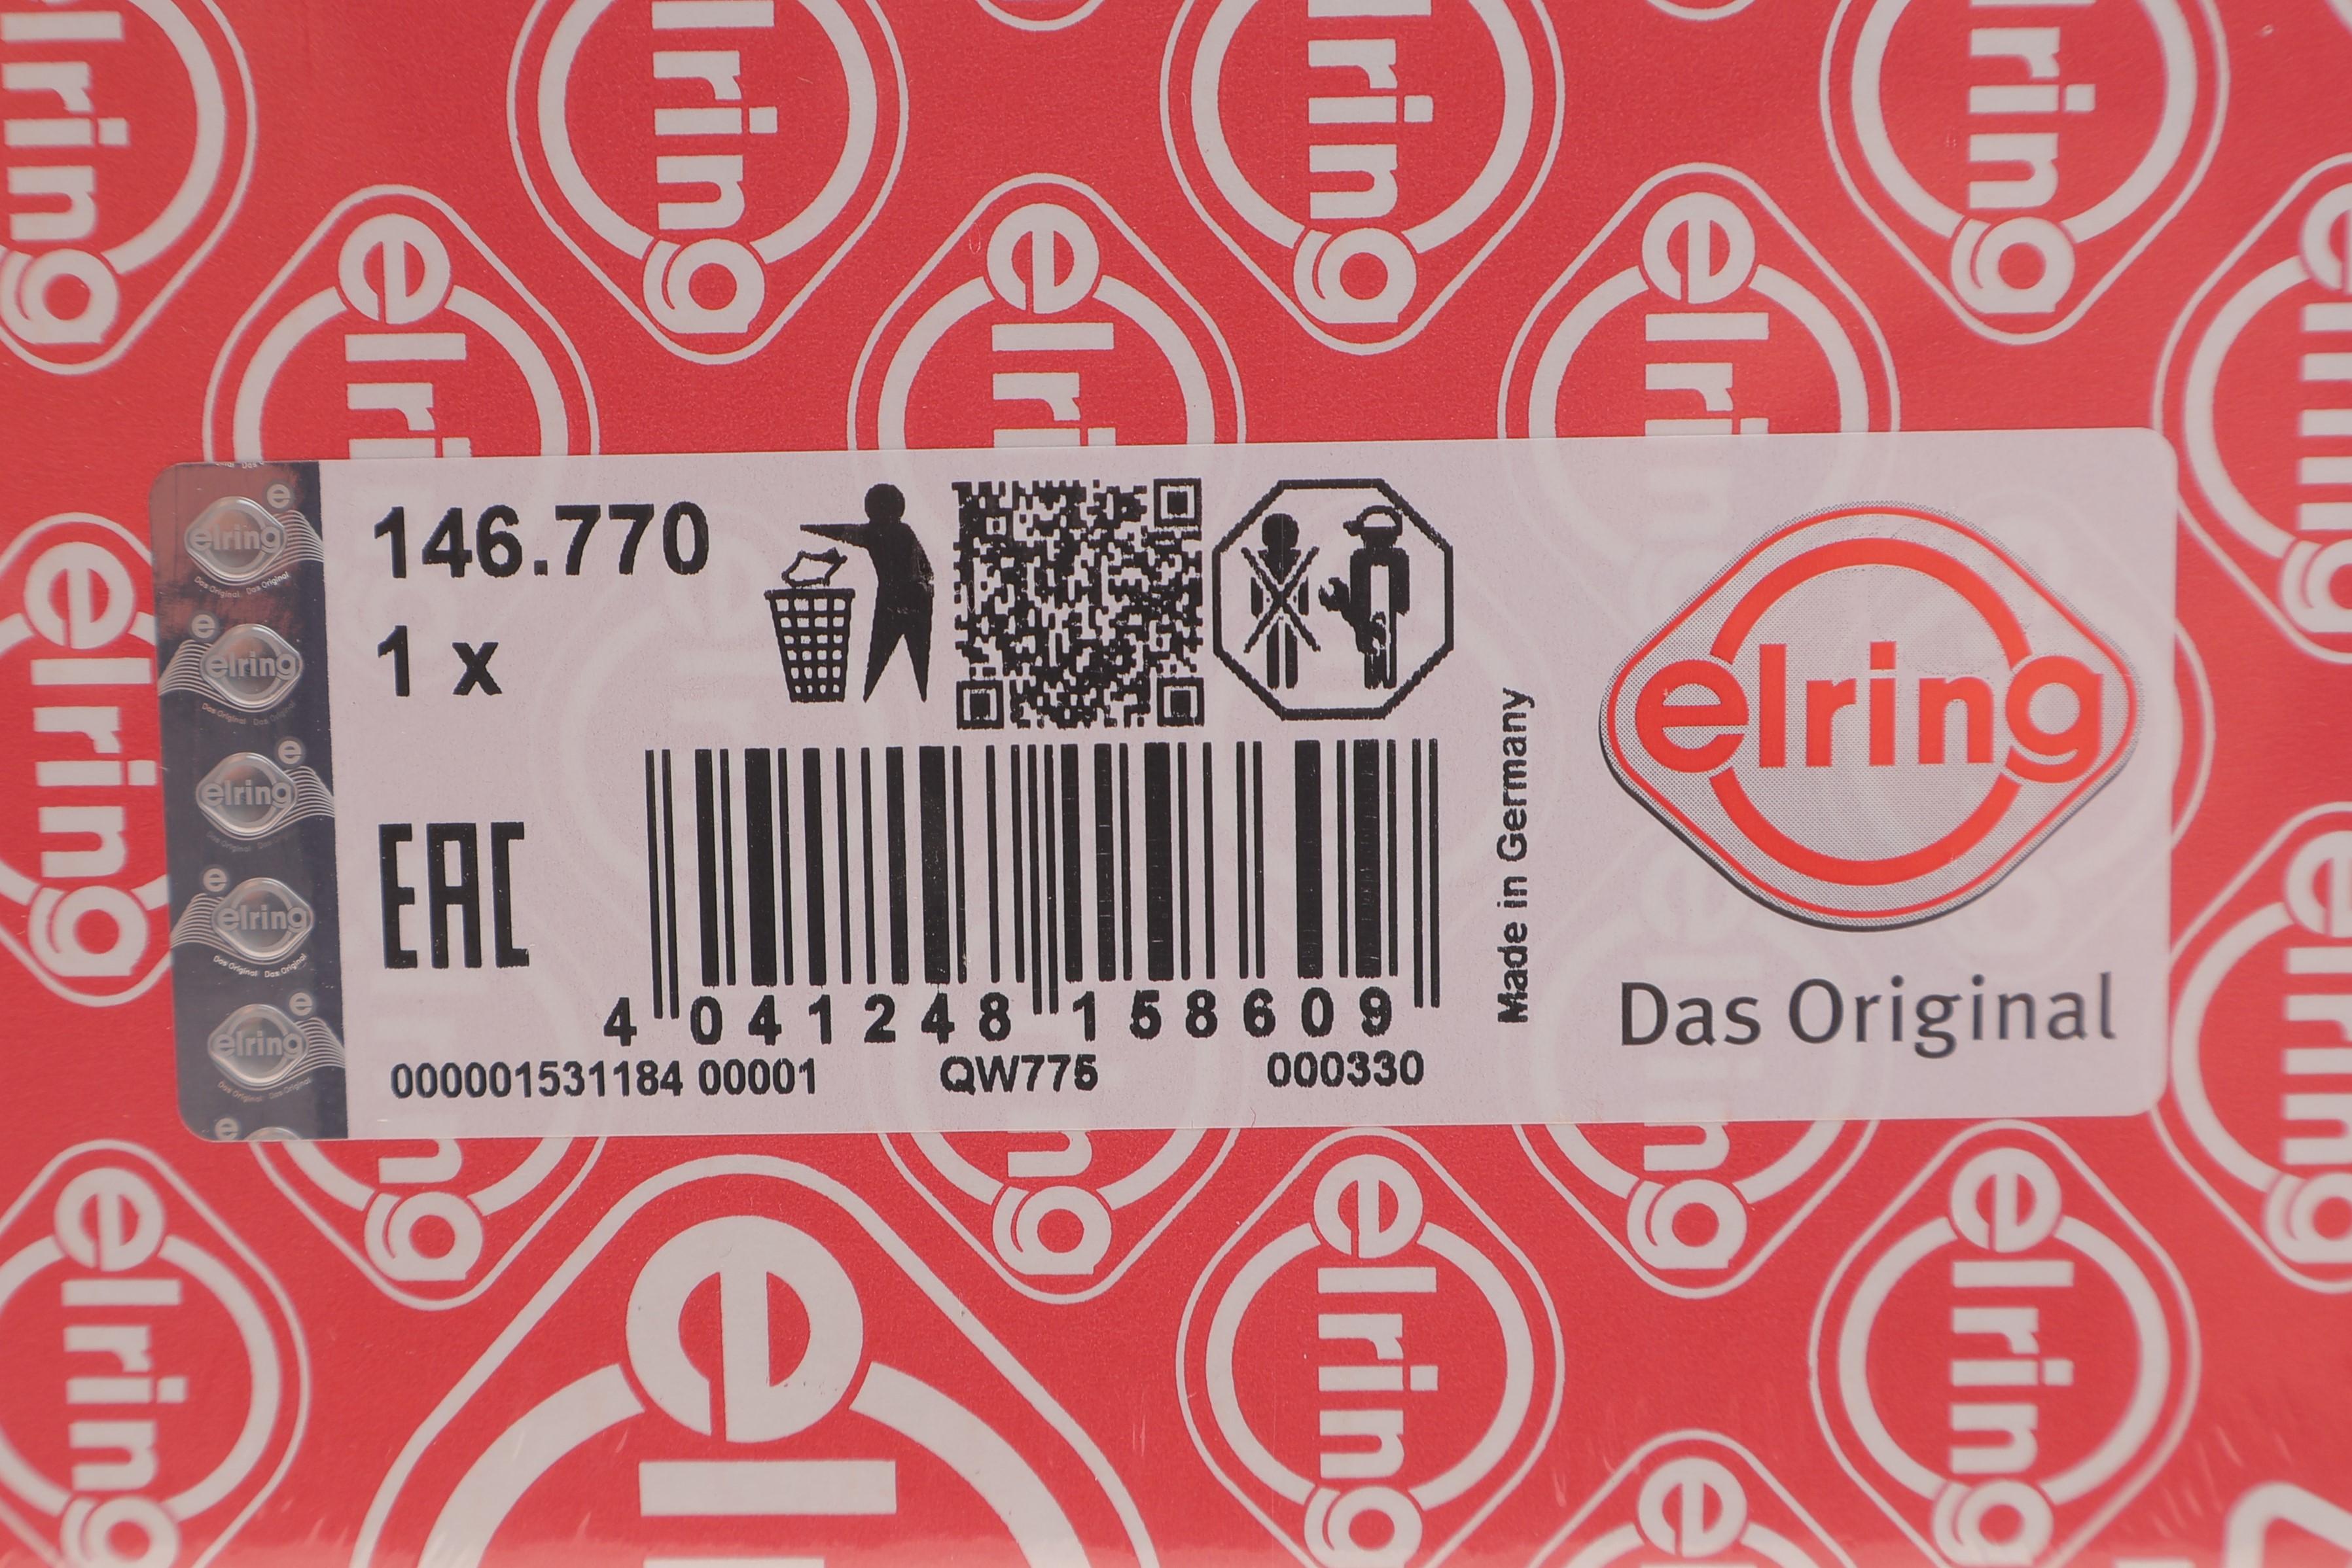 146.770
1 x
EAC
4 041248 158609
000001531184 00001 QW775 000330
Made in Germany
elring
Das Original